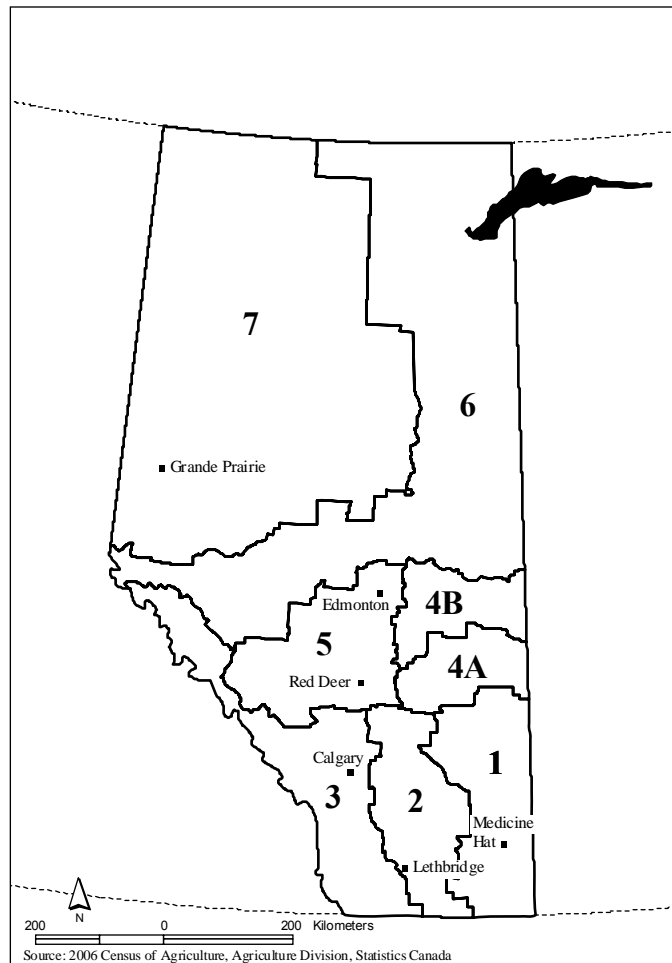 7
6
Grande Prairie
Edmonton
4B
5
4A
Red Deer
1
Calgary
3
2
Medicine
Hat
Lethbridge
N
200 0 200 Kilometers
Source: 2006 Census of Agriculture, Agriculture Division, Statistics Canada